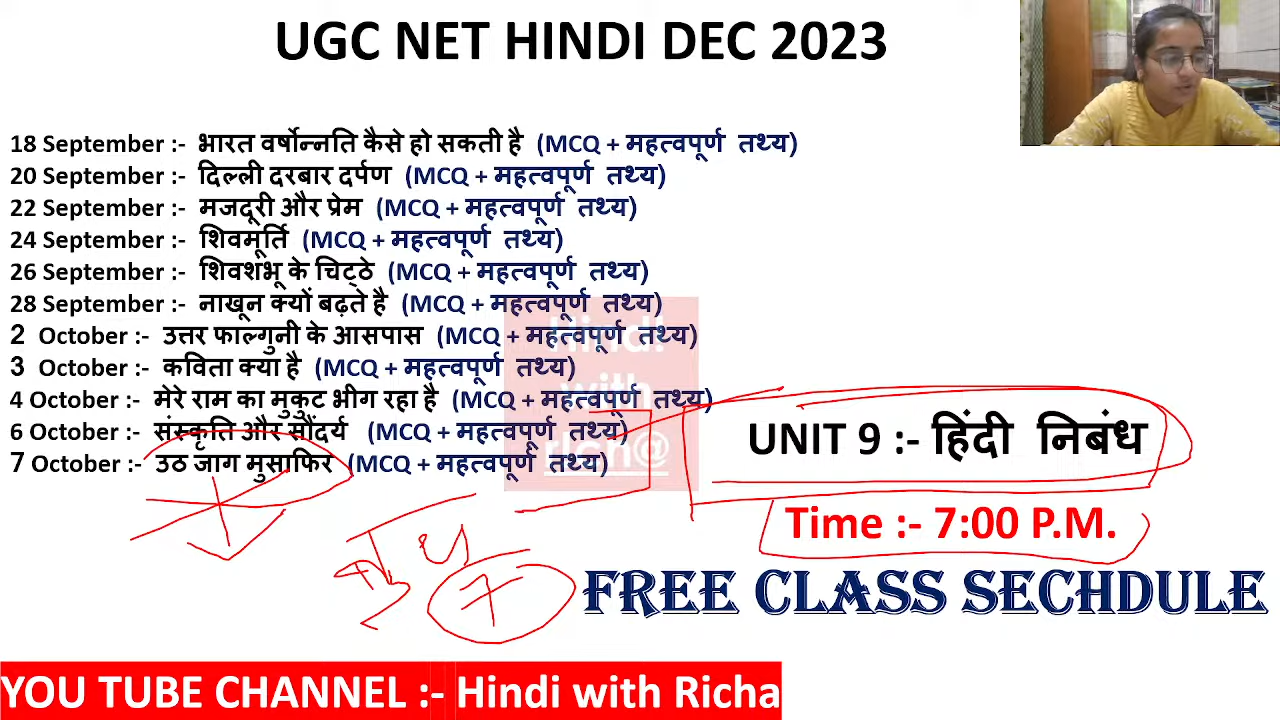 UGC NET HINDI DEC 2023
18 September :- भारत वर्षोन्नति कैसे हो सकती है (MCQ + महत्वपूर्ण तथ्य)
20 September :- दिल्ली दरबार दर्पण (MCQ + महत्वपूर्ण तथ्य)
22 September :- मजदूरी और प्रेम (MCQ + महत्वपूर्ण तथ्य)
24 September :- शिवमूर्ति (MCQ + महत्वपूर्ण तथ्य)
26 September :- शिवशंभू के चिट्ठे (MCQ + महत्वपूर्ण तथ्य)
28 September :- नाखून क्यों बढ़ते है (MCQ + महत्वपूर्ण तथ्य)
2 October :- उत्तर फाल्गुनी के आसपास (MCQ + महत्वपूर्ण तथ्य)
3 October :- कविता क्या है (MCQ + महत्वपूर्ण तथ्य)
4 October :- मेरे राम का मुकुट भीग रहा है (MCQ + महत्वपूर्ण तथ्य)
6 October :- संस्कृति और सौंदर्य (MCQ + महत्वपूर्ण तथ्य)
7 October :- उठ जाग मुसाफिर (MCQ + महत्वपूर्ण तथ्य)
Hindi
with
rich@
UNIT 9 :- हिंदी निबंध
Time :- 7:00 P.M.
7
FREE CLASS SECHDULE
YOU TUBE CHANNEL :- Hindi with Richa